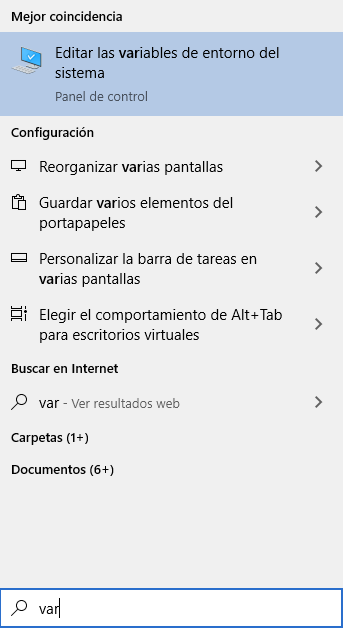 Mejor coincidencia
Editar las variables de entorno del
sistema
Panel de control
Configuración
Reorganizar varias pantallas
Guardar varios elementos del
portapapeles
Personalizar la barra de tareas en
varias pantallas
Elegir el comportamiento de Alt+Tab
para escritorios virtuales
Buscar en Internet
var - Ver resultados web
Carpetas (1+)
Documentos (6+)
var